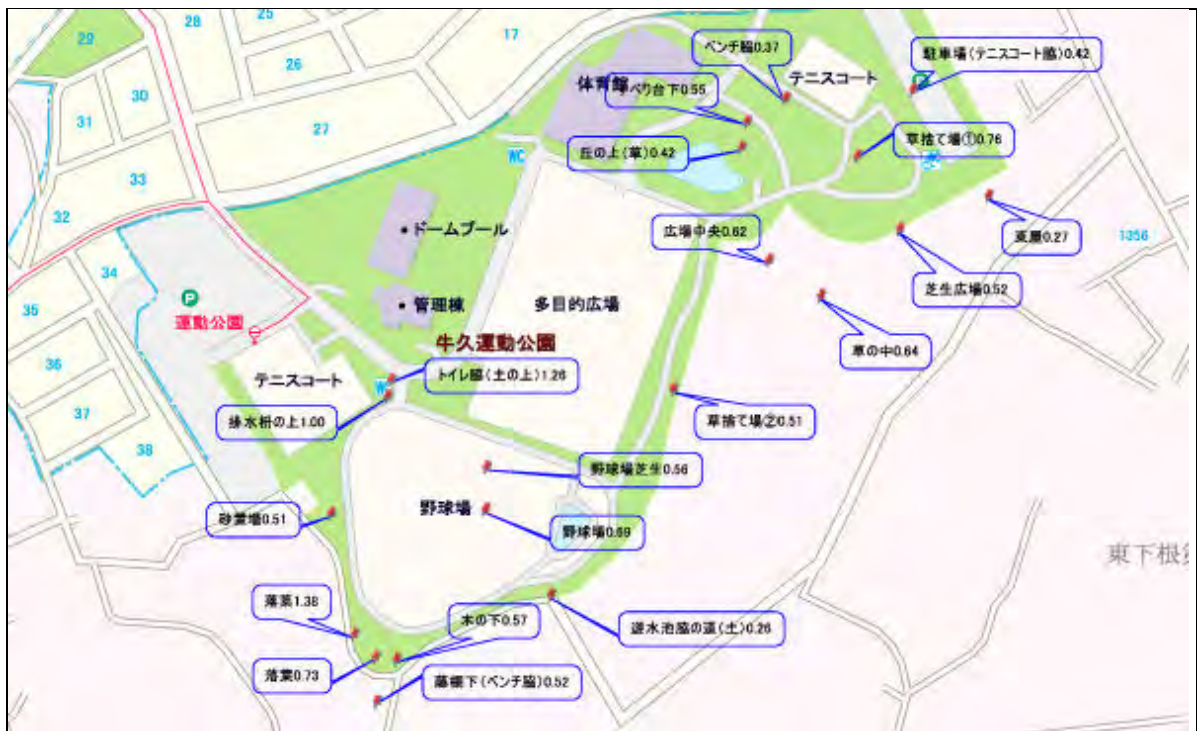 28
25
17
29
26
30
27
31
33
32
34
35
36
37
38
ベンチ脇0.37
テニスコート
駐車場(テニスコート脇)0.42
体育館
すべり台下0.55
WC
丘の上(草)0.42
草捨て場①0.76
東屋0.27
1356
芝生広場0.52
広場中央0.62
草の中0.64
ドームプール
管理棟
多目的広場
P
運動公園
牛久運動公園
テニスコート
トイレ脇(土の上)1.26
排水枡の上1.00
草捨て場②0.51
野球場芝生0.56
野球場
野球場0.69
砂置場0.51
東下根
落葉1.38
木の下0.57
遊水池脇の道(土)0.26
落葉0.73
藤棚下(ベンチ脇)0.52